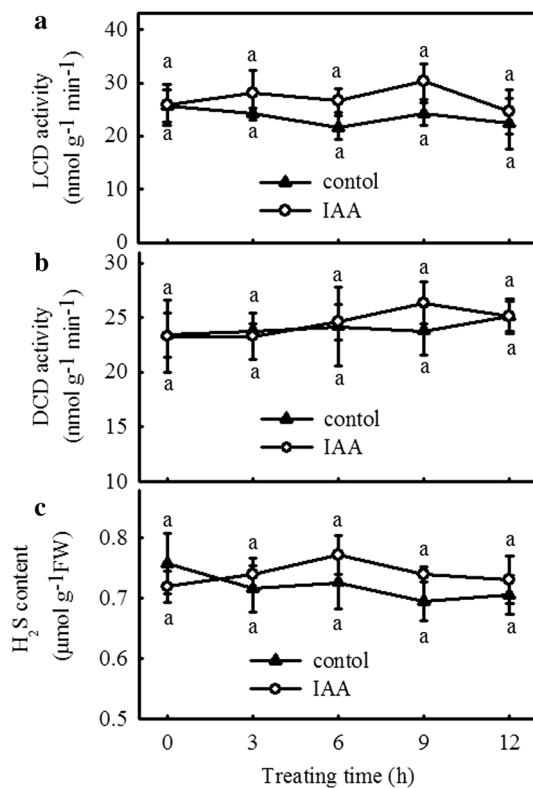 a
40
a a a a a
30
20
a a a a a
10
0
LCD activity
(nmol g-1 min-1)
contol
IAA
b
30
a a a a a
25
20
a a a a a
15
10
DCD activity
(nmol g-1 min-1)
contol
IAA
c
0.8
a a a a a
0.7
a a a a a
0.6
0.5
H2S content
(μmol g-1FW)
contol
IAA
0 3 6 9 12
Treating time (h)